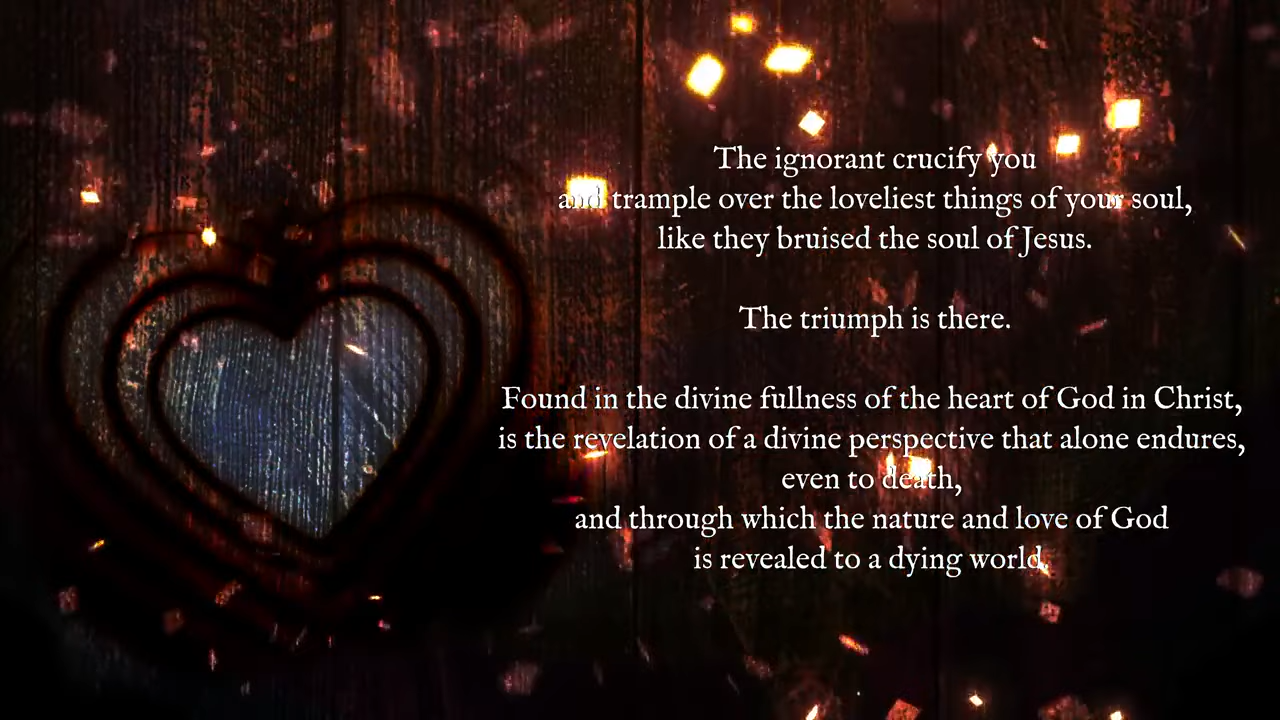 The ignorant crucify you
and trample over the loveliest things of your soul,
like they bruised the soul of Jesus.
The triumph is there.
Found in the divine fullness of the heart of God in Christ,
is the revelation of a divine perspective that alone endures,
even to death,
and through which the nature and love of God
is revealed to a dying world.